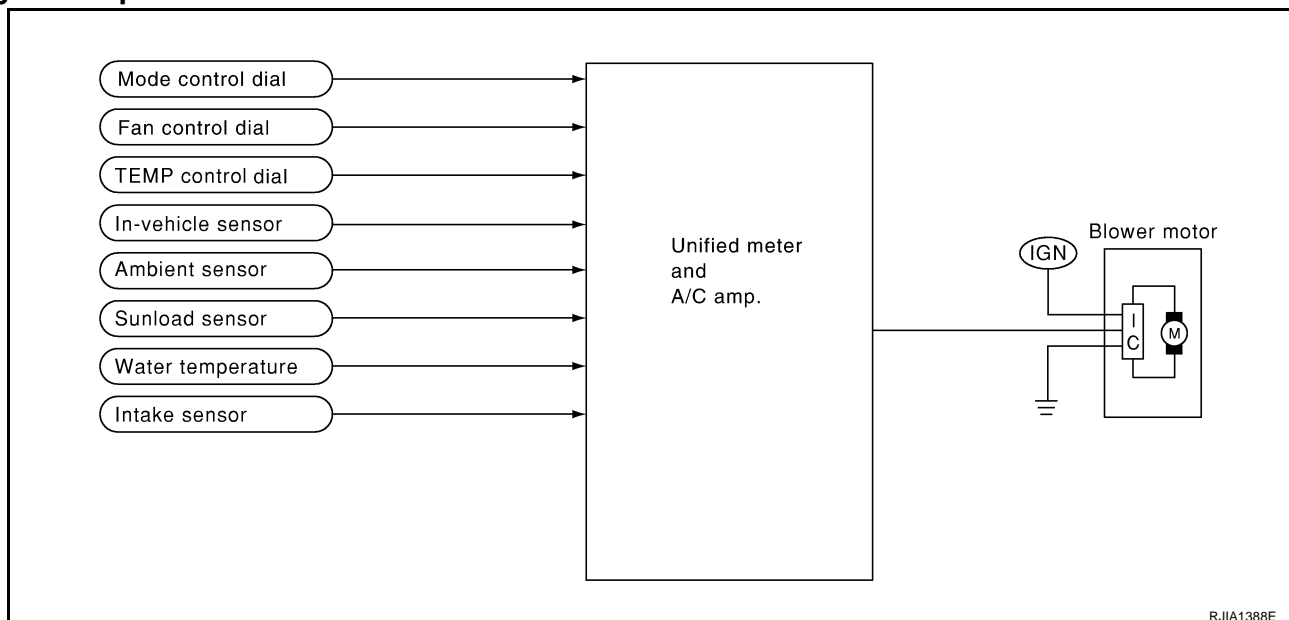 Mode control dial
Fan control dial
TEMP control dial
In-vehicle sensor
Ambient sensor
Sunload sensor
Water temperature
Intake sensor
Unified meter
and
A/C amp.
Blower motor
IGN
I
C
M
RJIA1388E